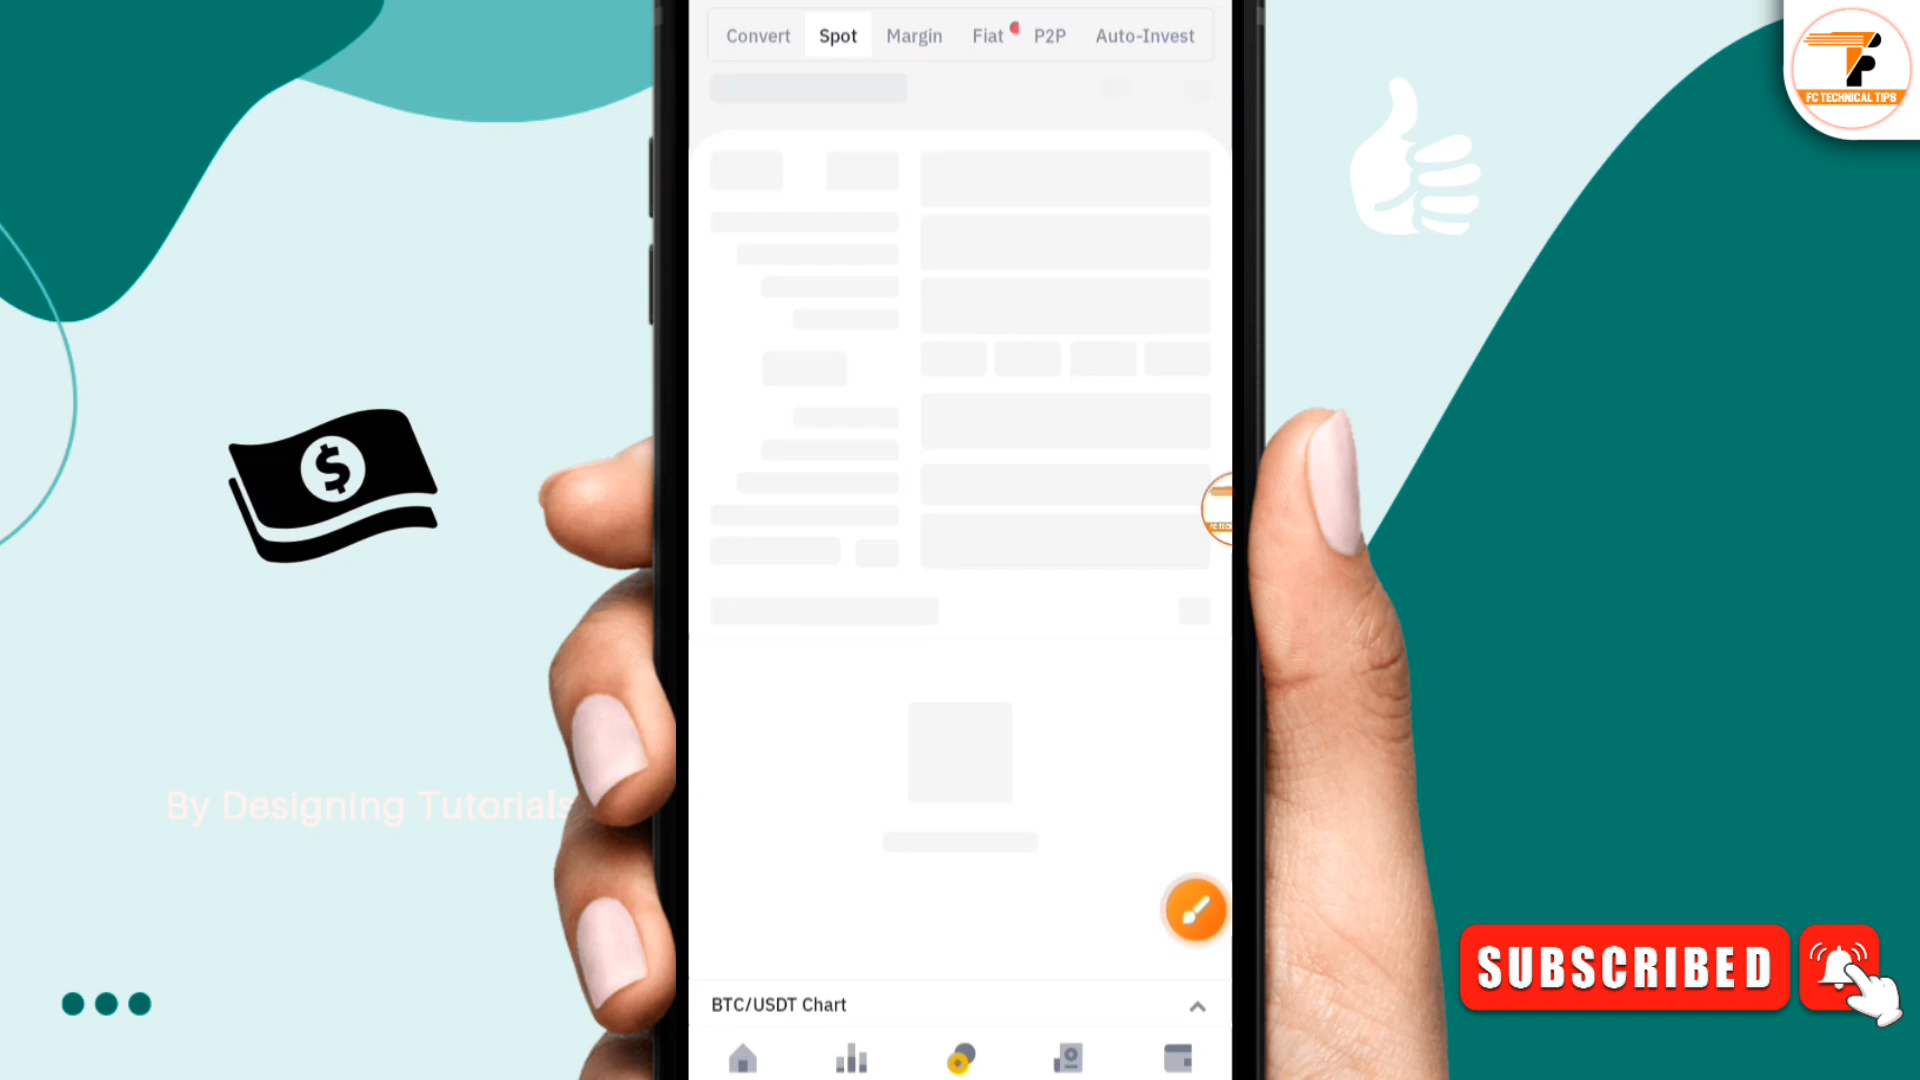 Convert Spot Margin Fiat P2P Auto-Invest
FC TECHNICAL TIPS
By Designing Tutorials
SUBSCRIBED
BTC/USDT Chart